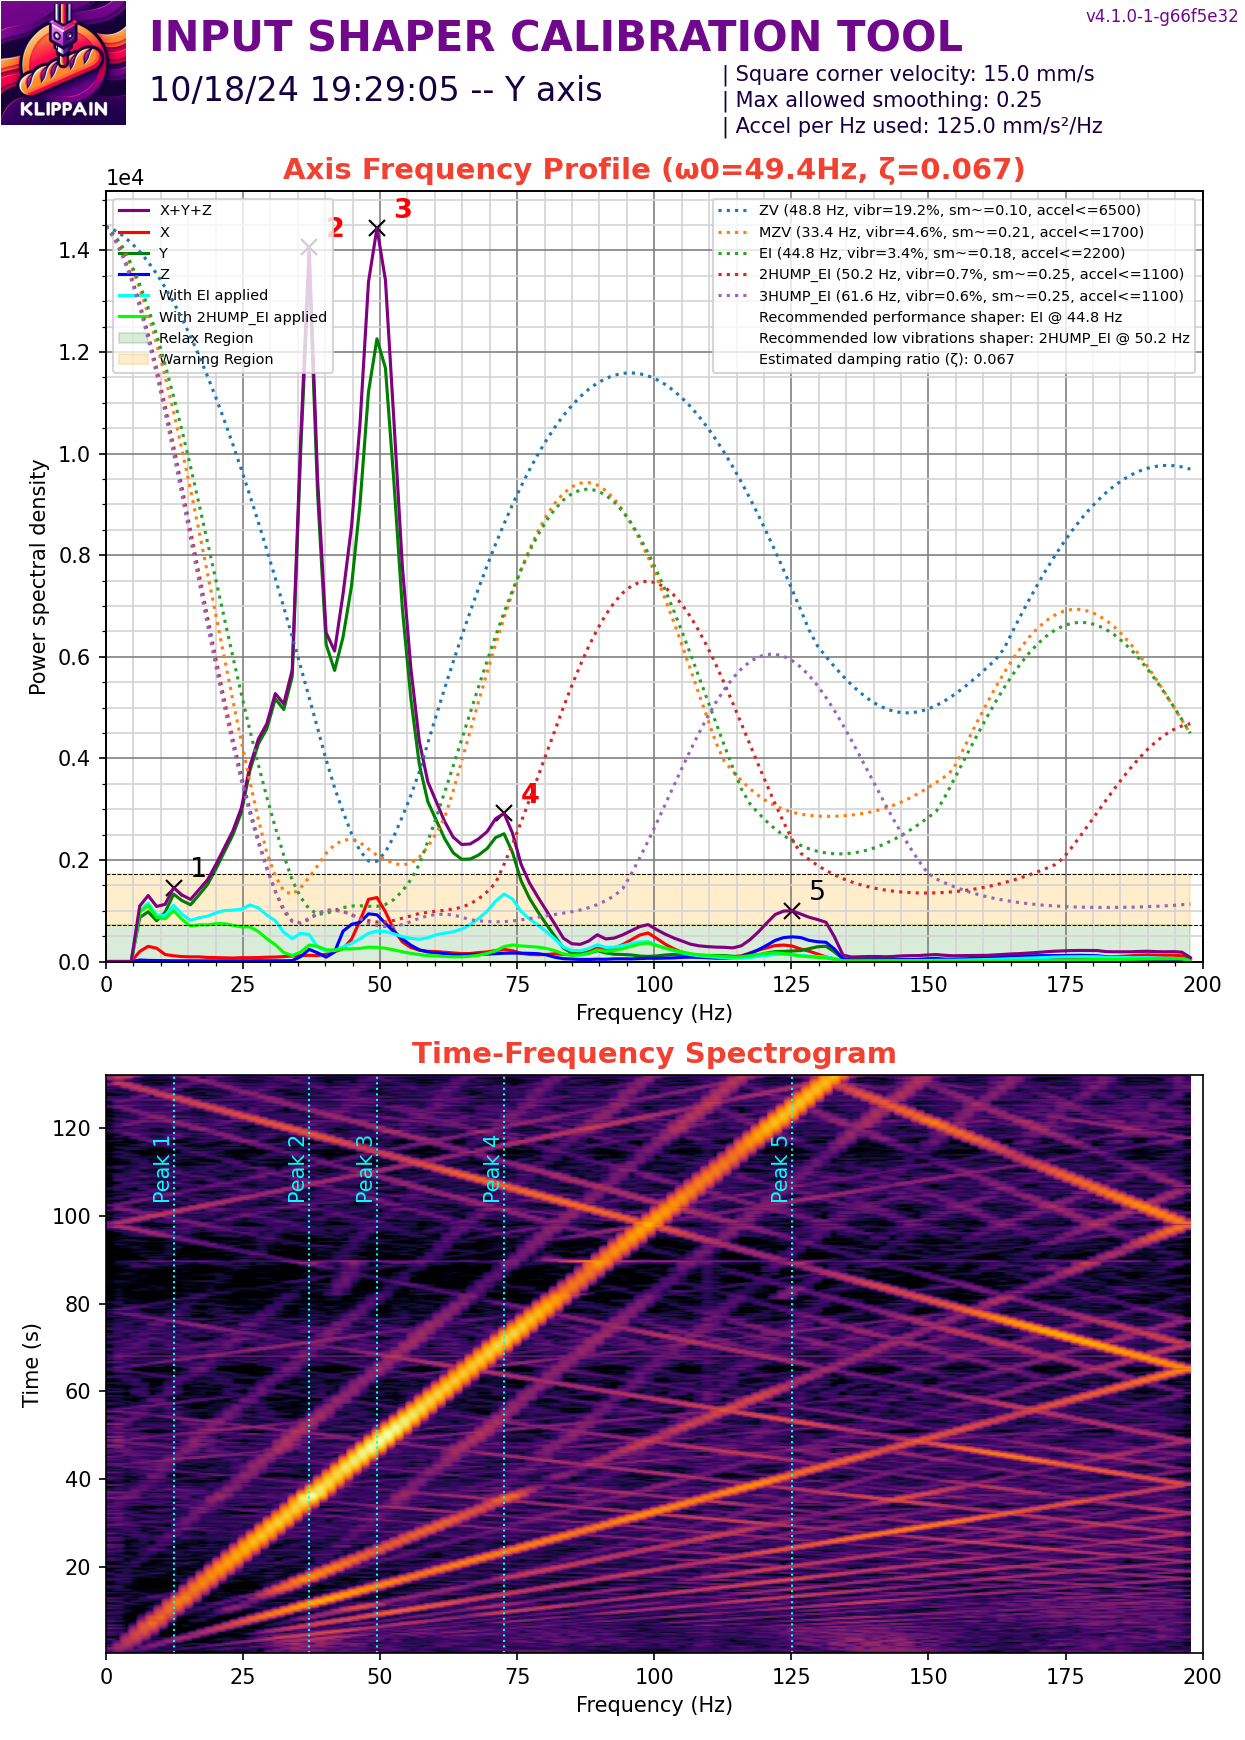 v4.1.0-1-g66f5e32
INPUT SHAPER CALIBRATION TOOL
10/18/24 19:29:05 -- Y axis
| Square corner velocity: 15.0 mm/s
| Max allowed smoothing: 0.25
| Accel per Hz used: 125.0 mm/s²/Hz
KLIPPAIN
Axis Frequency Profile (ω0=49.4Hz, ζ=0.067)
1e4
X+Y+Z
X
Y
Z
With EI applied
With 2HUMP_EI applied
Relax Region
Warning Region
ZV (48.8 Hz, vibr=19.2%, sm~=0.10, accel<=6500)
MZV (33.4 Hz, vibr=4.6%, sm~=0.21, accel<=1700)
EI (44.8 Hz, vibr=3.4%, sm~=0.18, accel<=2200)
2HUMP_EI (50.2 Hz, vibr=0.7%, sm~=0.25, accel<=1100)
3HUMP_EI (61.6 Hz, vibr=0.6%, sm~=0.25, accel<=1100)
Recommended performance shaper: EI @ 44.8 Hz
Recommended low vibrations shaper: 2HUMP_EI @ 50.2 Hz
Estimated damping ratio (ζ): 0.067
1
2
3
4
5
Power spectral density
1.4
1.2
1.0
0.8
0.6
0.4
0.2
0.0
0 25 50 75 100 125 150 175 200
Frequency (Hz)
Time-Frequency Spectrogram
Peak 1
Peak 2
Peak 3
Peak 4
Peak 5
Time (s)
120
100
80
60
40
20
0 25 50 75 100 125 150 175 200
Frequency (Hz)